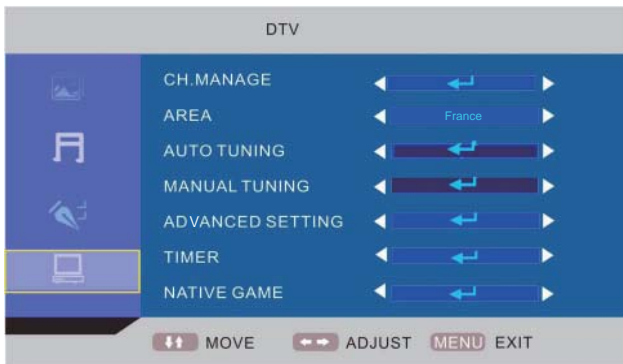 DTV
CH.MANAGE
AREA France
AUTO TUNING
MANUAL TUNING
ADVANCED SETTING
TIMER
NATIVE GAME
MOVE ADJUST MENU EXIT